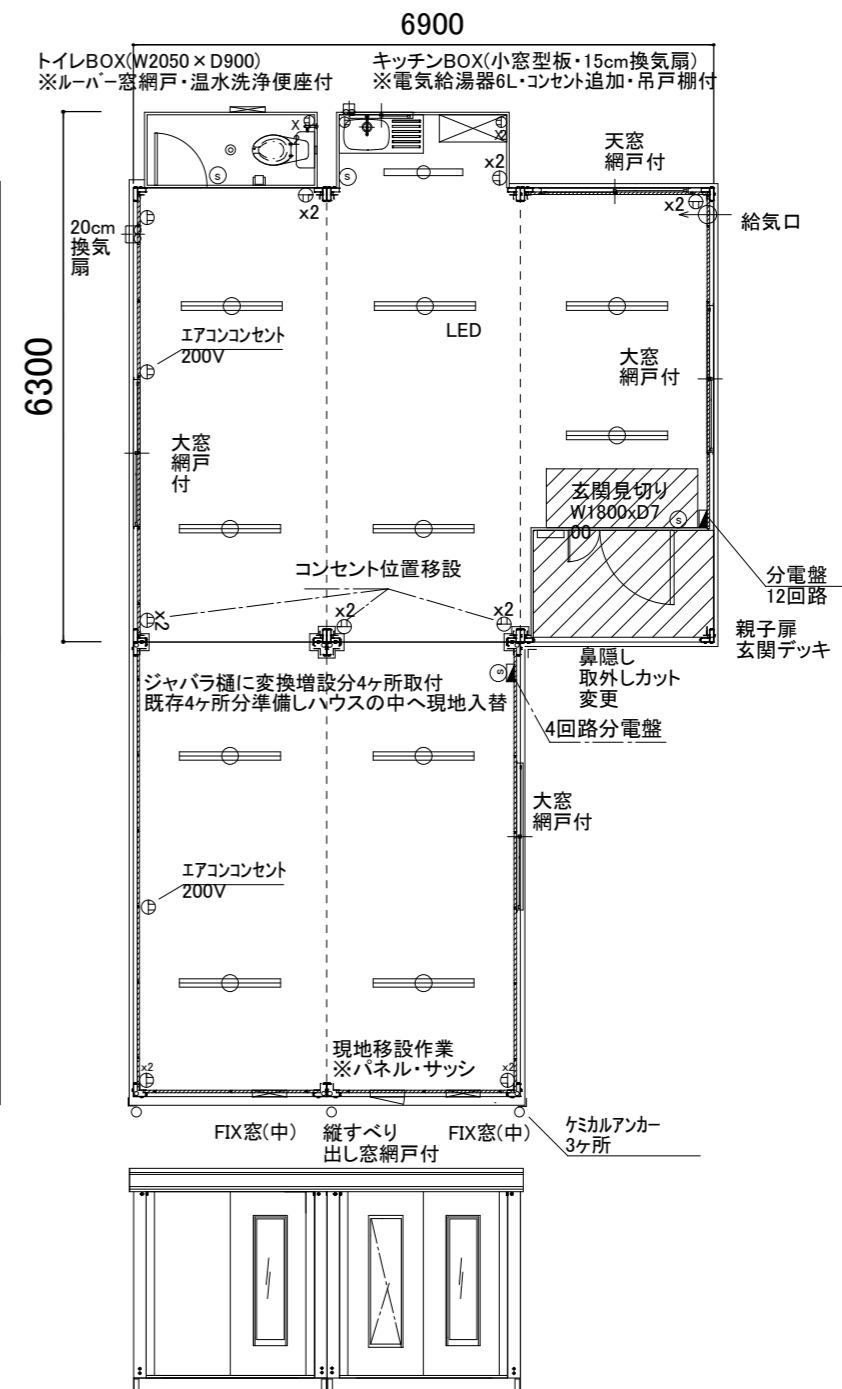 6900
トイレBOX(W2050×D900)
※ルーバー窓網戸・温水洗浄便座付
キッチンBOX(小窓型板・15cm換気扇)
※電気給湯器6L・コンセント追加・吊戸棚付
天窓
網戸付
X
x2
x2
x2
x2
S
S
給気口
20cm
換気
扇
LED
エアコンコンセント
200V
6300
大窓
網戸付
大窓
網戸
付
玄関見切り
W1800xD7
00
S
コンセント位置移設
分電盤
12回路
x2
x2
x2
親子扉
玄関デッキ
鼻隠し
取外しカット
変更
ジャバラ樋に変換増設分4ヶ所取付
既存4ヶ所分準備しハウスの中へ現地入替
S
4回路分電盤
大窓
網戸付
エアコンコンセント
200V
現地移設作業
※パネル・サッシ
x2
x2
FIX窓(中)
縦すべり
出し窓網戸付
FIX窓(中)
ケミカルアンカー
3ヶ所